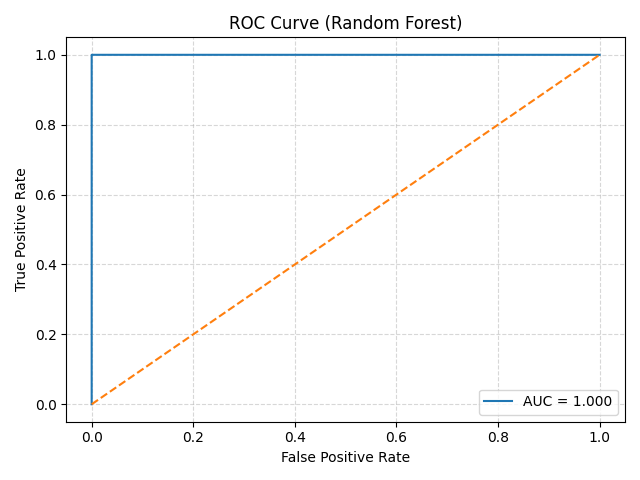 ROC Curve (Random Forest)
True Positive Rate
1.0
0.8
0.6
0.4
0.2
0.0
AUC = 1.000
0.0 0.2 0.4 0.6 0.8 1.0
False Positive Rate